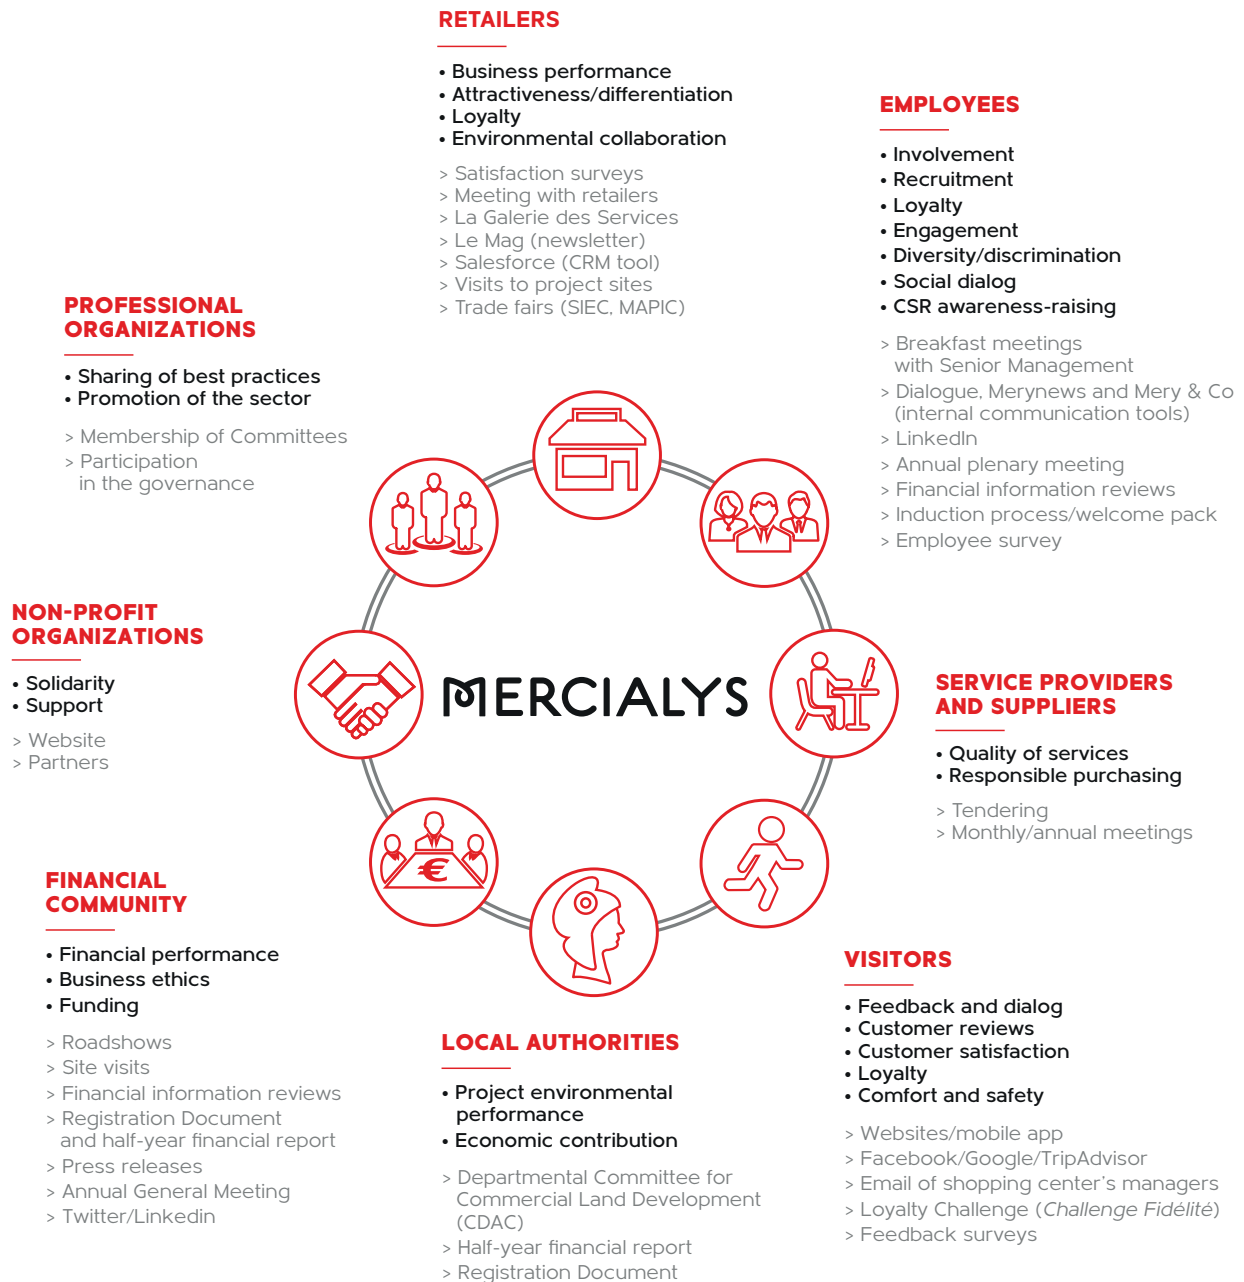 RETAILERS
• Business performance
• Attractiveness/differentiation
• Loyalty
• Environmental collaboration
> Satisfaction surveys
> Meeting with retailers
> La Galerie des Services
> Le Mag (newsletter)
> Salesforce (CRM tool)
> Visits to project sites
> Trade fairs (SIEC, MAPIC)
EMPLOYEES
• Involvement
• Recruitment
• Loyalty
• Engagement
• Diversity/discrimination
• Social dialog
• CSR awareness-raising
> Breakfast meetings
with Senior Management
> Dialogue, Merynews and Mery & Co
(internal communication tools)
> LinkedIn
> Annual plenary meeting
> Financial information reviews
> Induction process/welcome pack
> Employee survey
PROFESSIONAL
ORGANIZATIONS
• Sharing of best practices
• Promotion of the sector
> Membership of Committees
> Participation
in the governance
NON-PROFIT
ORGANIZATIONS
• Solidarity
• Support
> Website
> Partners
MERCIALYS
SERVICE PROVIDERS
AND SUPPLIERS
• Quality of services
• Responsible purchasing
> Tendering
> Monthly/annual meetings
€
FINANCIAL
COMMUNITY
• Financial performance
• Business ethics
• Funding
> Roadshows
> Site visits
> Financial information reviews
> Registration Document
and half-year financial report
> Press releases
> Annual General Meeting
> Twitter/Linkedin
LOCAL AUTHORITIES
• Project environmental
performance
• Economic contribution
> Departmental Committee for
Commercial Land Development
(CDAC)
> Half-year financial report
> Registration Document
VISITORS
• Feedback and dialog
• Customer reviews
• Customer satisfaction
• Loyalty
• Comfort and safety
> Websites/mobile app
> Facebook/Google/TripAdvisor
> Email of shopping center's managers
> Loyalty Challenge (Challenge Fidélité)
> Feedback surveys